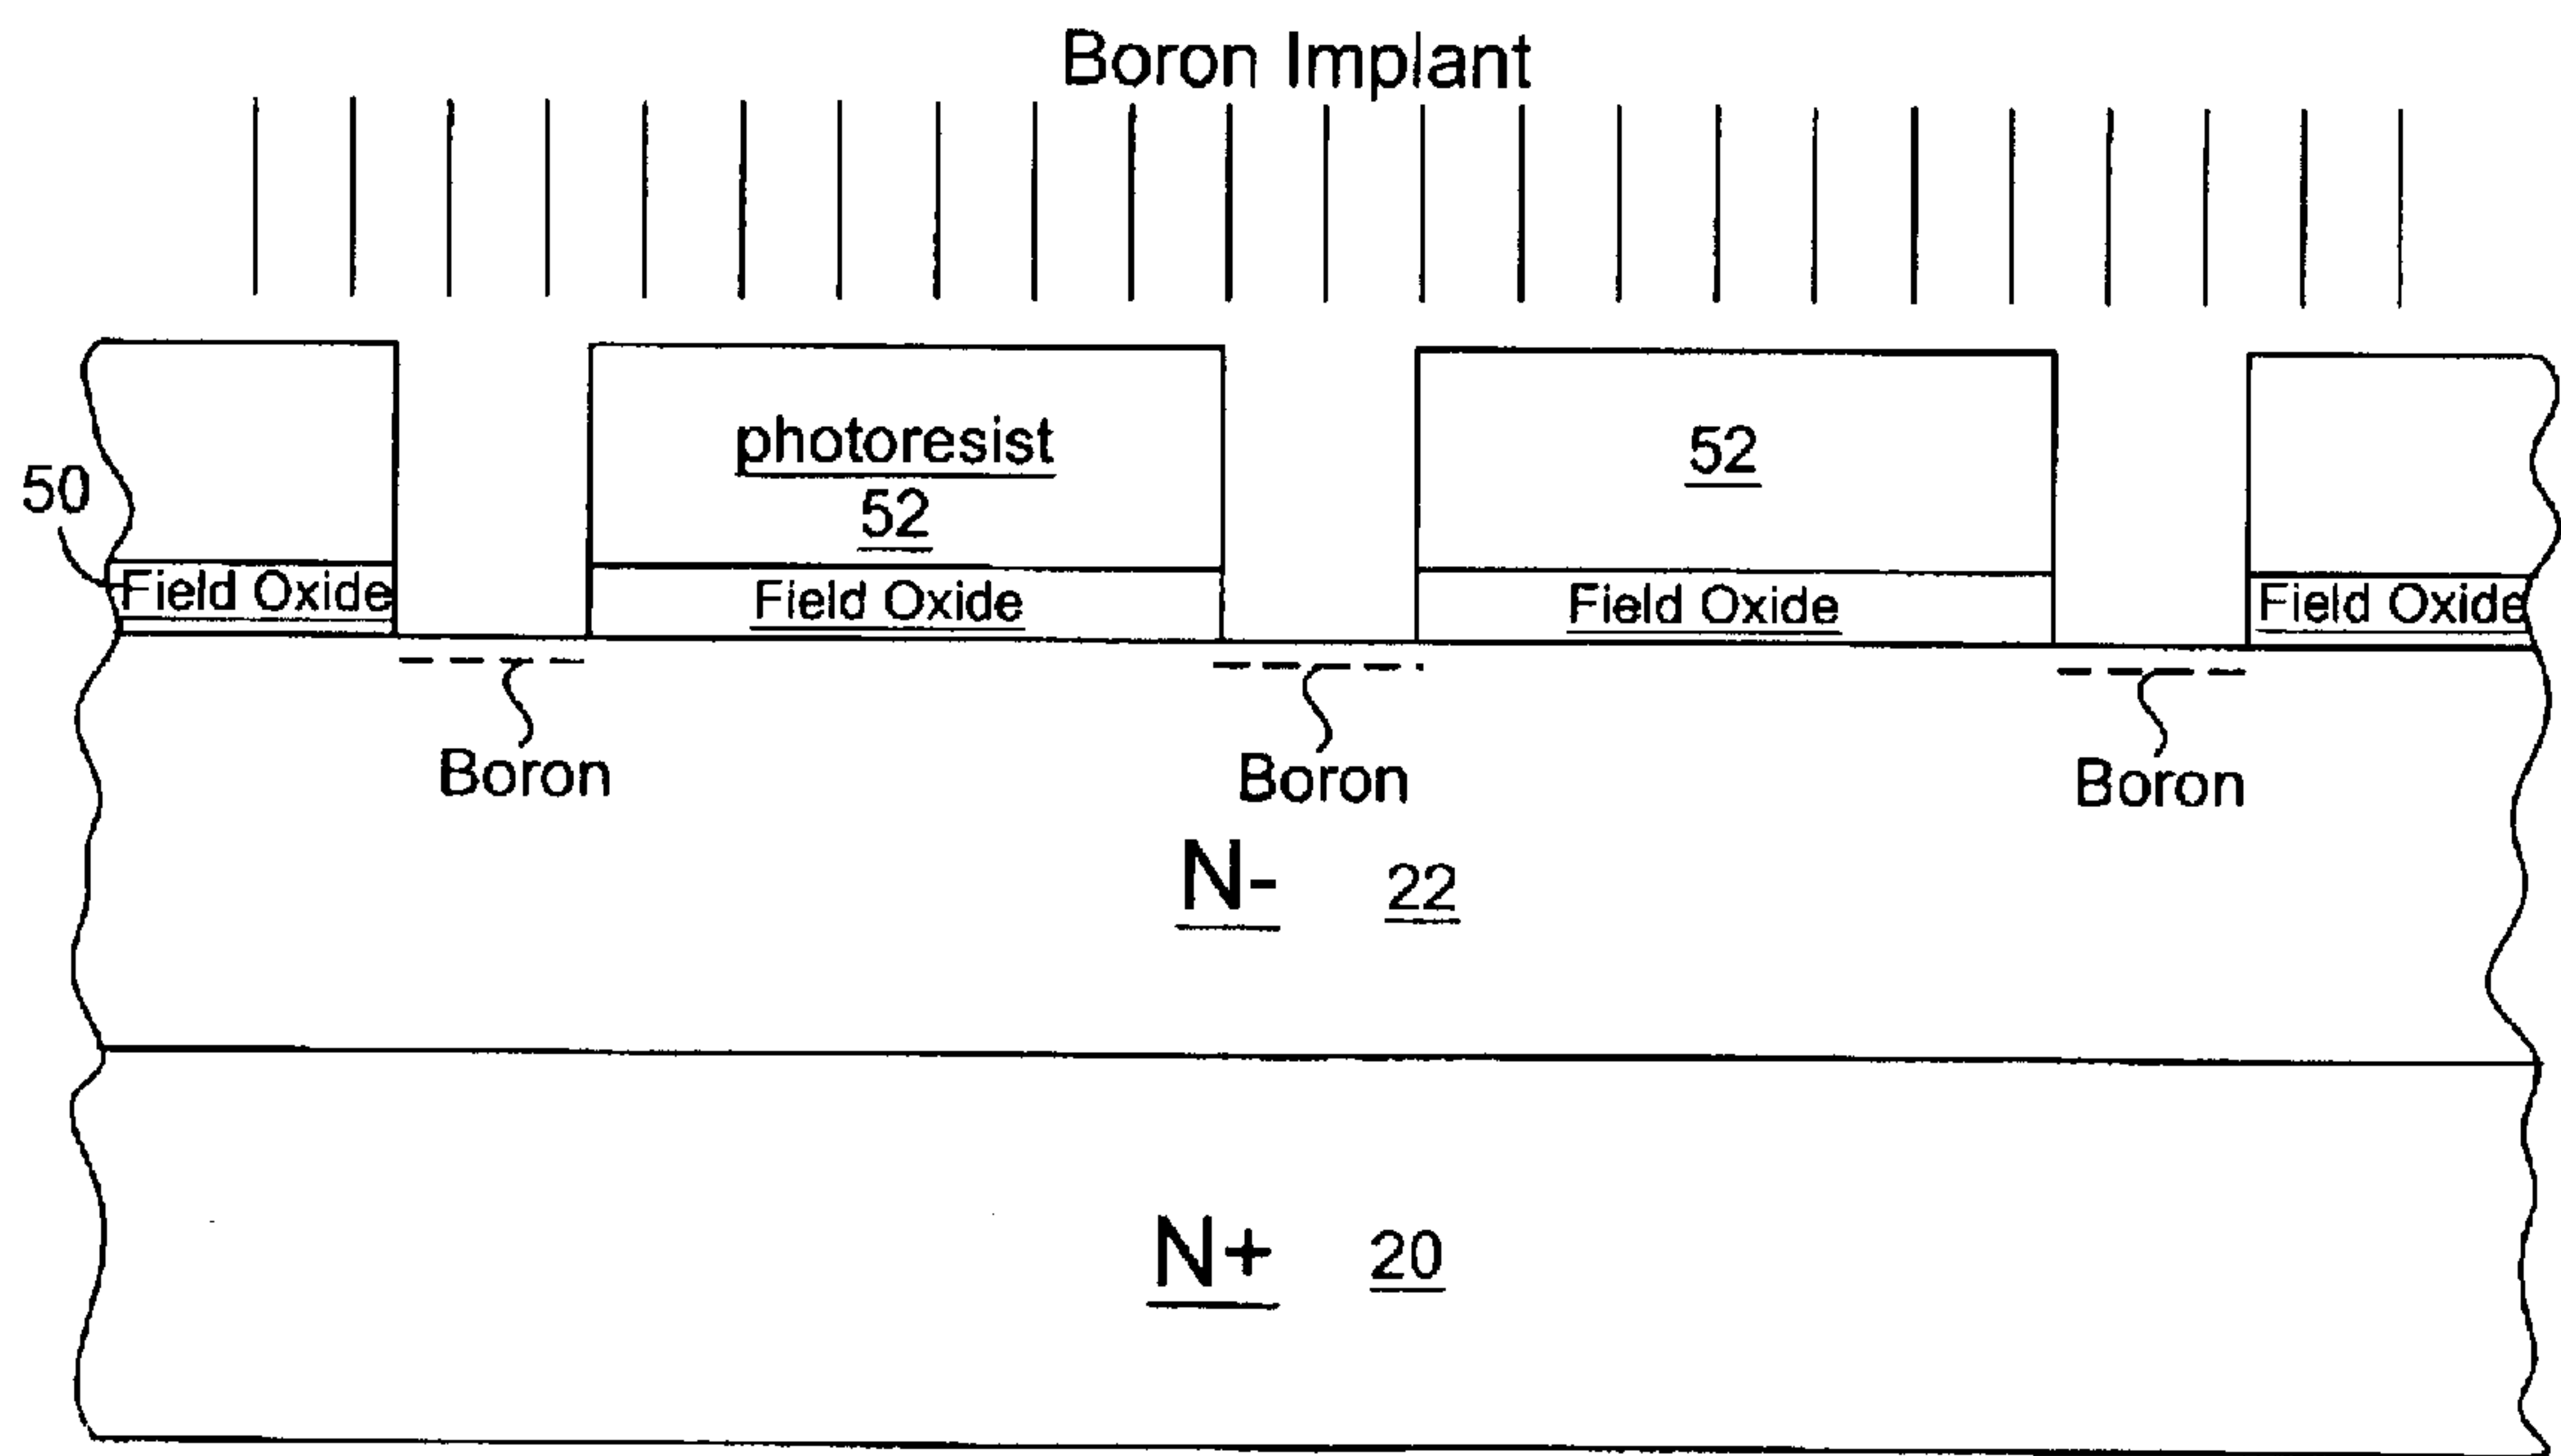 Boron Implant
photoresist
52
52
50
Field Oxide
Field Oxide
Field Oxide
Field Oxide
Boron
Boron
Boron
N- 22
N+ 20